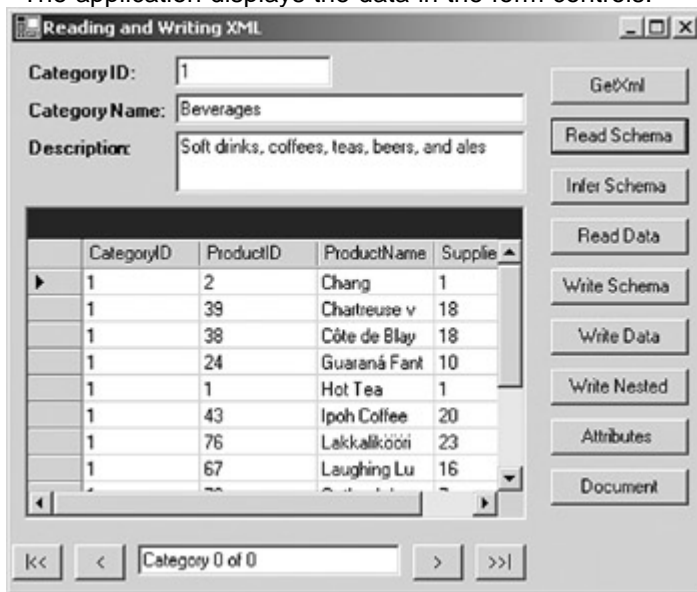 The application displays the data in the form controls.
Reading and Writing XML
CategoryID: 1
Category Name: Beverages
Description: Soft drinks, coffees, teas, beers, and ales
GetXml
Read Schema
Infer Schema
Read Data
Write Schema
Write Data
Write Nested
Attributes
Document
CategoryID ProductID ProductName Supplie
1 2 Chang 1
1 39 Chartreuse v 18
1 38 Côte de Blay 18
1 24 Guaraná Fant 10
1 1 Hot Tea 1
1 43 Ipoh Coffee 20
1 76 Lakkalikööri 23
1 67 Laughing Lu 16
|<< < Category 0 of 0 > >>|